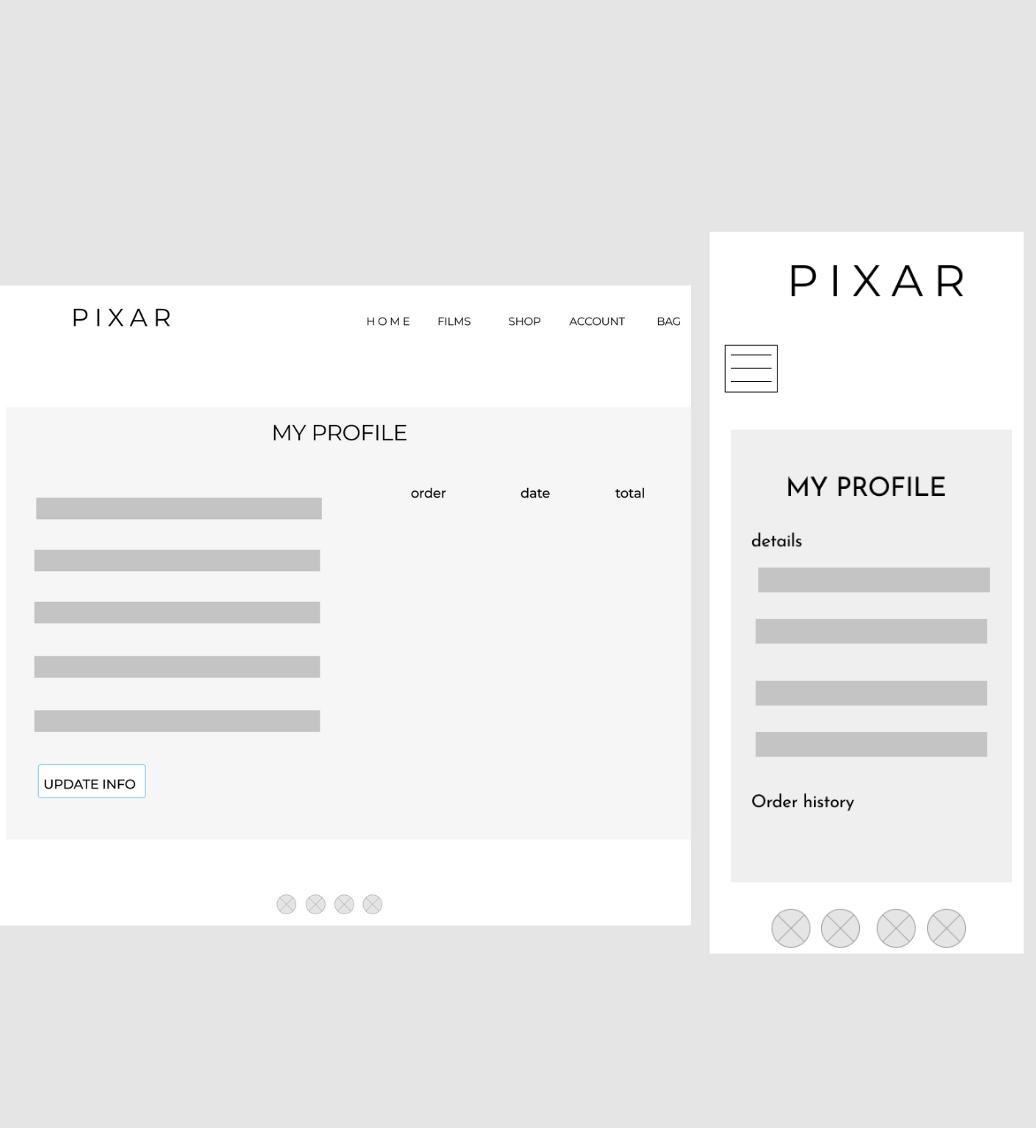 PIXAR
HOME FILMS SHOP ACCOUNT BAG
MY PROFILE
order date total
UPDATE INFO
PIXAR
MY PROFILE
details
Order history